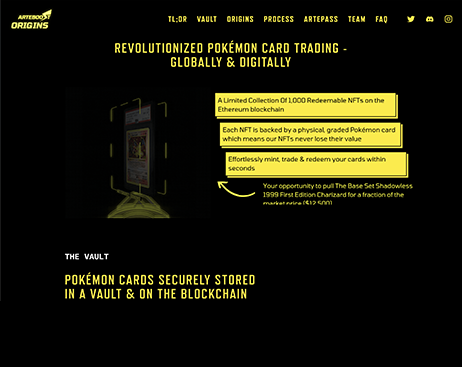 ARTEBOOST
ORIGINS
TL;DR VAULT ORIGINS PROCESS ARTEPASS TEAM FAQ
REVOLUTIONIZED POKÉMON CARD TRADING -
GLOBALLY & DIGITALLY
A Limited Collection Of 1,000 Redeemable NFTs on the
Ethereum blockchain
Each NFT is backed by a physical, graded Pokémon card
which means our NFTs never lose their value
Effortlessly mint, trade & redeem your cards within
seconds
Your opportunity to pull The Base Set Shadowless
1999 First Edition Charizard for a fraction of the
market price ($12,500)
THE VAULT
POKÉMON CARDS SECURELY STORED
IN A VAULT & ON THE BLOCKCHAIN